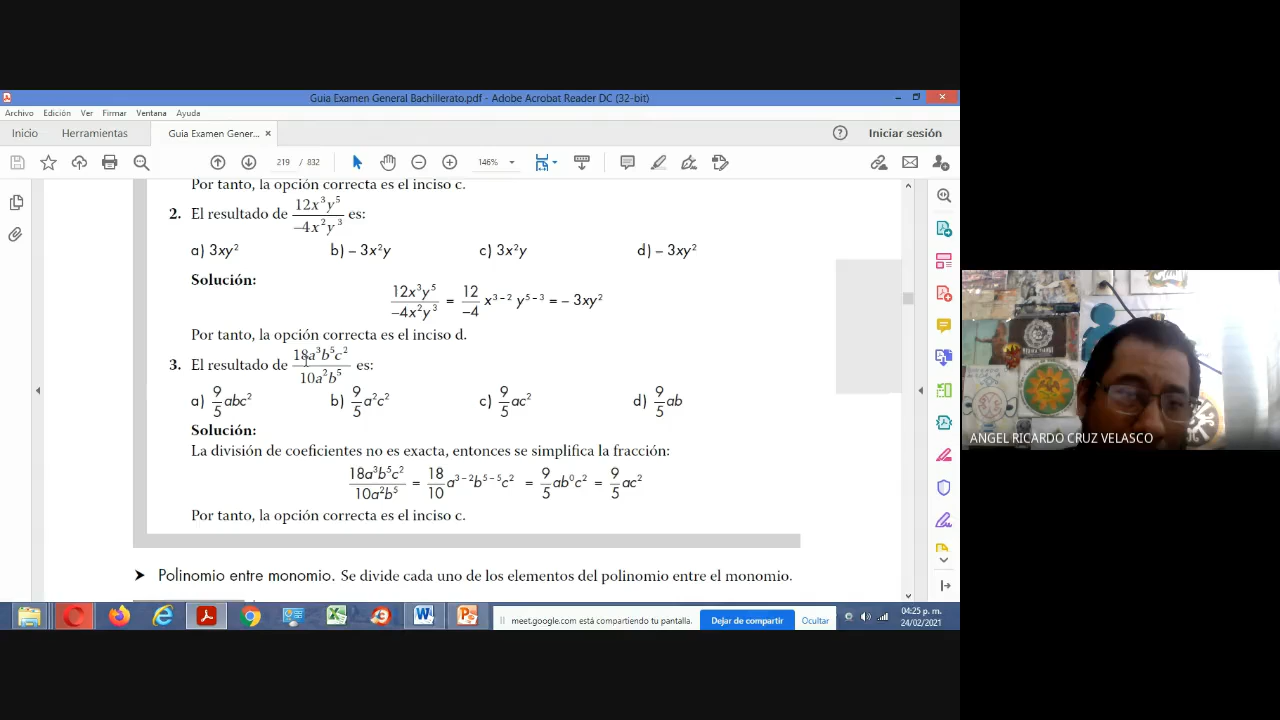 Guia Examen General Bachillerato.pdf - Adobe Acrobat Reader DC (32-bit)
Archivo Edición Ver Firmar Ventana Ayuda
Inicio Herramientas Guia Examen Gener... × Iniciar sesión
219 / 832 146%
Por tanto, la opción correcta es el inciso c.
2. El resultado de 12x³y⁵ / −4x²y³ es:
a) 3xy² b) – 3x²y c) 3x²y d) – 3xy²
Solución:
12x³y⁵ / −4x²y³ = 12 / −4 x³⁻² y⁵⁻³ = – 3xy²
Por tanto, la opción correcta es el inciso d.
3. El resultado de 18a³b⁵c² / 10a²b⁵ es:
a) 9/5 abc² b) 9/5 a²c² c) 9/5 ac² d) 9/5 ab
Solución:
La división de coeficientes no es exacta, entonces se simplifica la fracción:
18a³b⁵c² / 10a²b⁵ = 18/10 a³⁻²b⁵⁻⁵c² = 9/5 ab⁰c² = 9/5 ac²
Por tanto, la opción correcta es el inciso c.
➤ Polinomio entre monomio. Se divide cada uno de los elementos del polinomio entre el monomio.
meet.google.com está compartiendo tu pantalla. Dejar de compartir Ocultar
04:25 p. m.
24/02/2021
ANGEL RICARDO CRUZ VELASCO